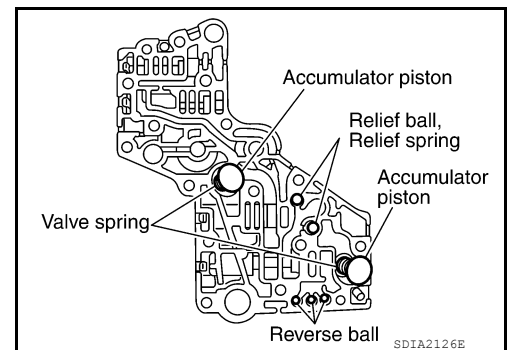 Accumulator piston
Relief ball,
Relief spring
Accumulator
piston
Valve spring
Reverse ball
SDIA2126E